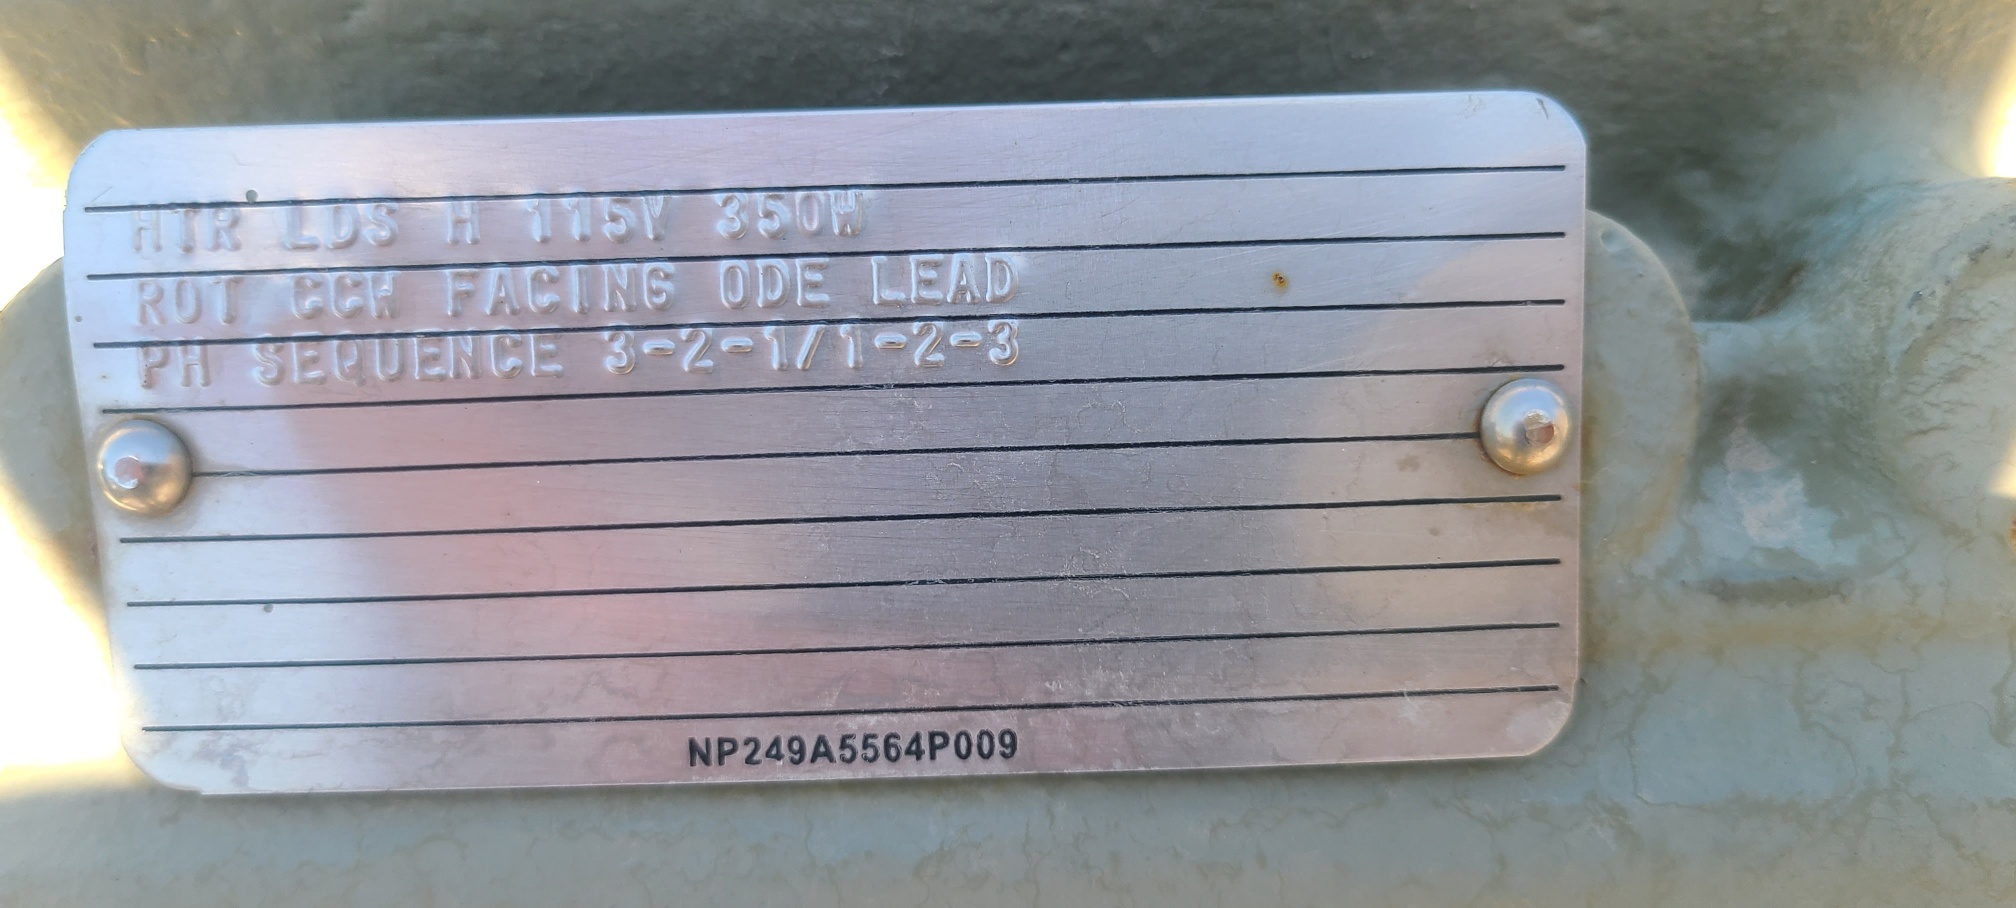 HTR LDS H 115V 350W
ROT CCW FACING ODE LEAD
PH SEQUENCE 3-2-1/1-2-3
NP249A5564P009